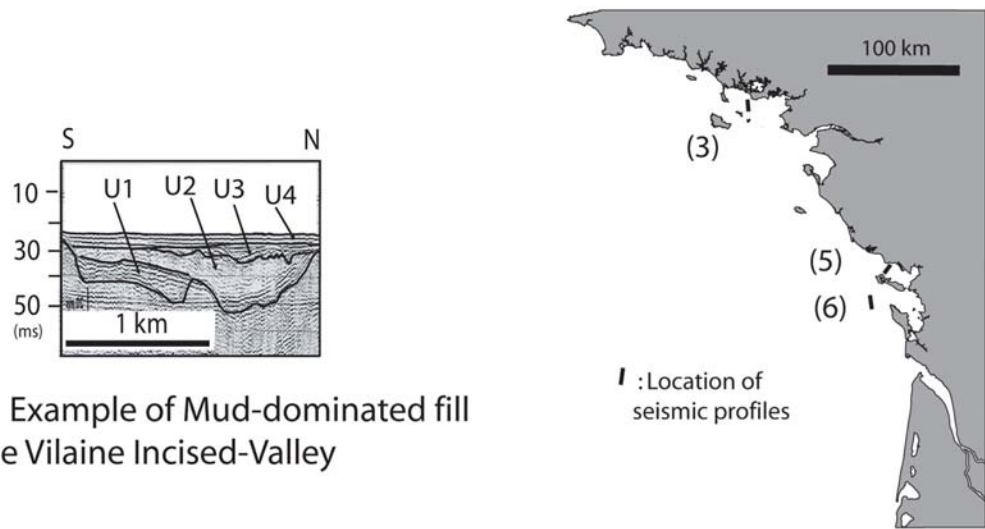 S N
U1 U2 U3 U4
10
30
50
(ms)
1 km
Example of Mud-dominated fill
e Vilaine Incised-Valley
100 km
(3)
(5)
(6)
:Location of
seismic profiles